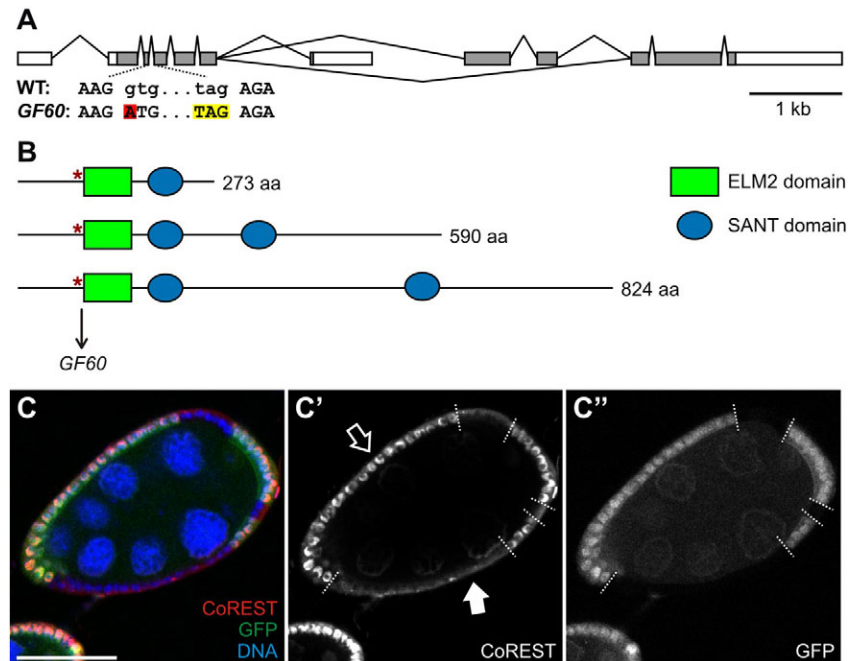 A
WT: AAG gtg...tag AGA
GF60: AAG ATG...TAG AGA
1 kb
B
* 273 aa
* 590 aa
* 824 aa
GF60
ELM2 domain
SANT domain
C
CoREST
GFP
DNA
C'
CoREST
C''
GFP